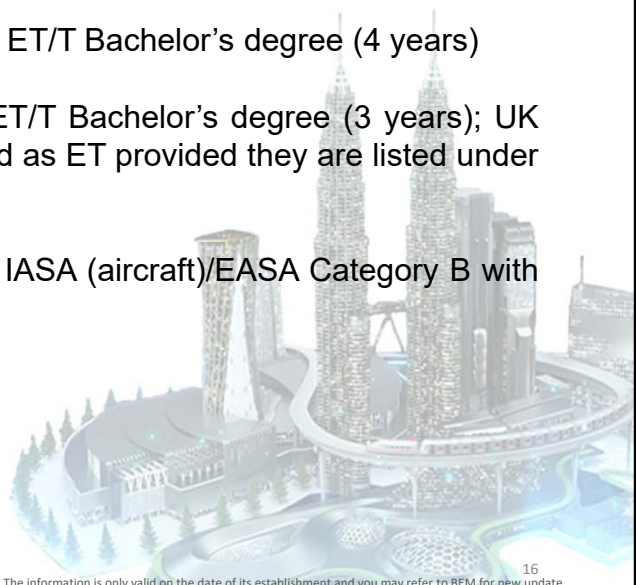 ET/T Bachelor's degree (4 years)
ET/T Bachelor's degree (3 years); UK
d as ET provided they are listed under
IASA (aircraft)/EASA Category B with
16
The information is only valid on the date of its establishment and you may refer to BEM for new update